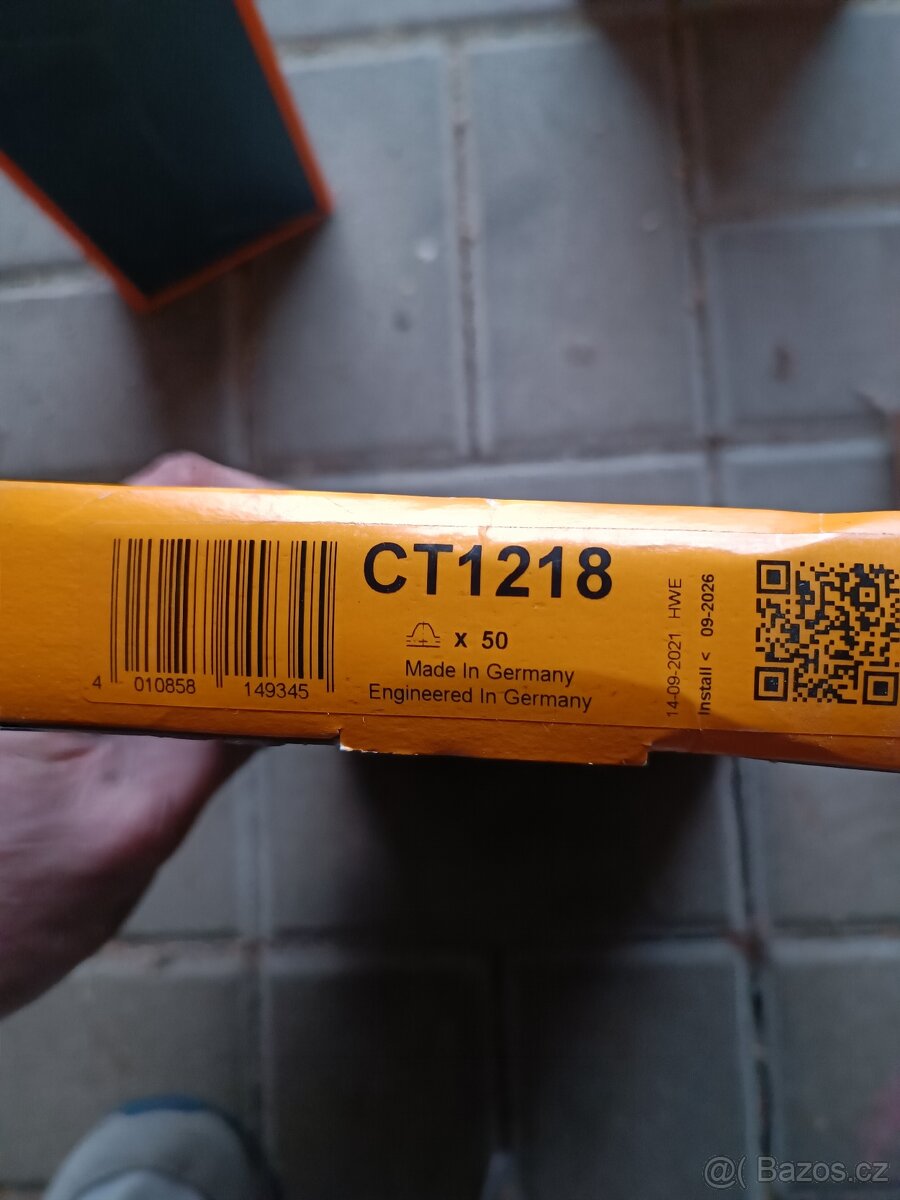 CT1218
x 50
Made In Germany
Engineered In Germany
4 010858 149345
14-09-2021 HWE
Install < 09-2026
@( Bazos.cz